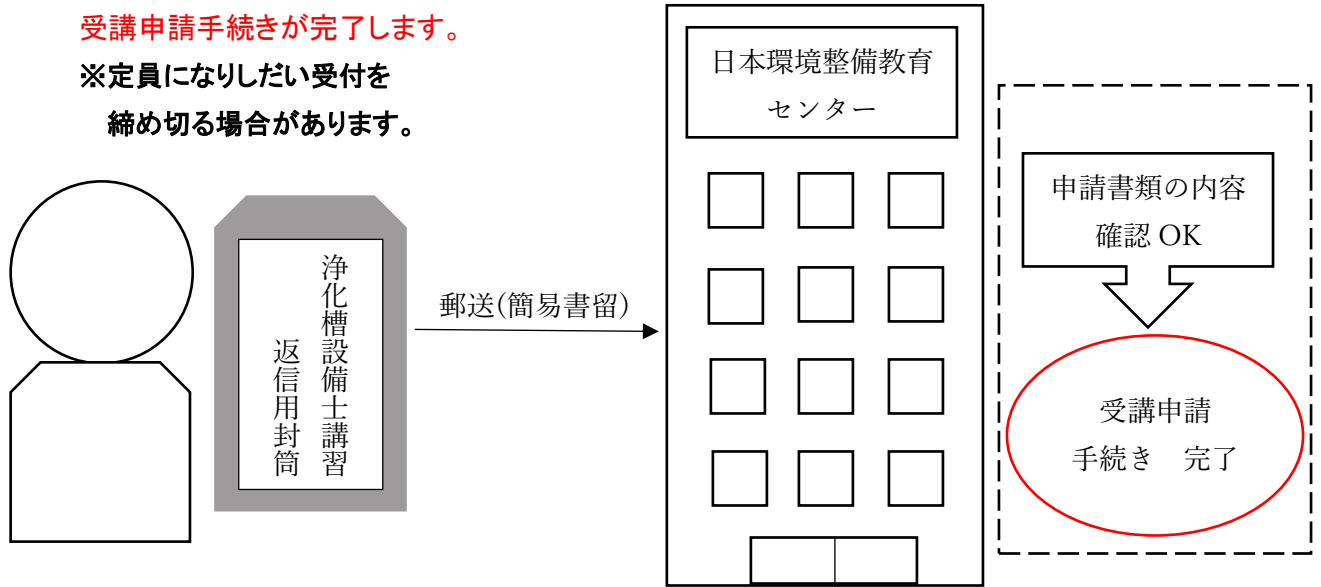 受講申請手続きが完了します。
※定員になりしだい受付を
締め切る場合があります。
浄化槽設備士講習
返信用封筒
郵送(簡易書留)
日本環境整備教育
センター
申請書類の内容
確認 OK
受講申請
手続き　完了